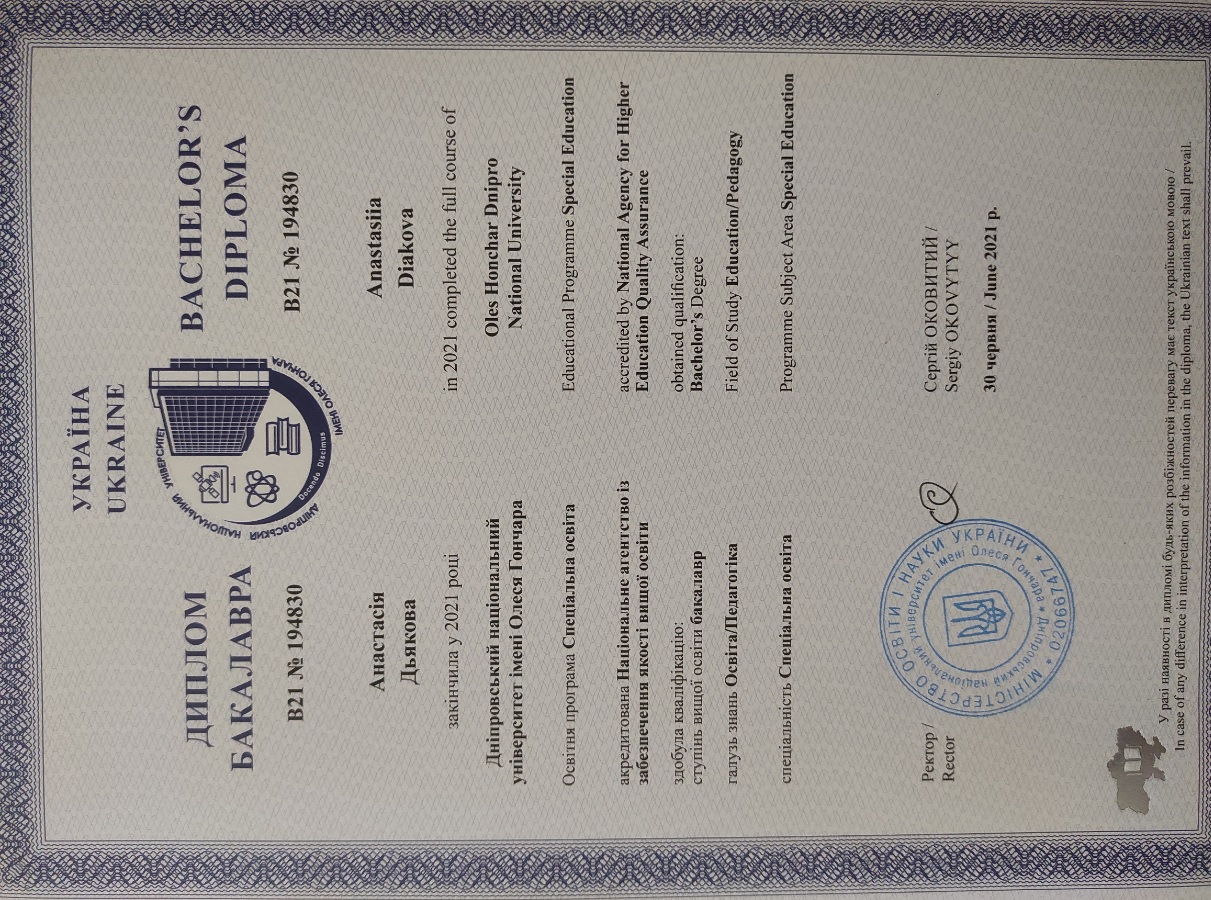 УКРАЇНА
UKRAINE
ДИПЛОМ
БАКАЛАВРА
B21 № 194830
ДНІПРОВСЬКИЙ НАЦІОНАЛЬНИЙ УНІВЕРСИТЕТ ІМЕНІ ОЛЕСЯ ГОНЧАРА
Docendo Discimus
BACHELOR’S
DIPLOMA
B21 № 194830
Анастасія
Дьякова
закінчила у 2021 році
Дніпровський національний
університет імені Олеся Гончара
Освітня програма Спеціальна освіта
акредитована Національне агентство із
забезпечення якості вищої освіти
здобула кваліфікацію:
ступінь вищої освіти бакалавр
галузь знань Освіта/Педагогіка
спеціальність Спеціальна освіта
Anastasiia
Diakova
in 2021 completed the full course of
Oles Honchar Dnipro
National University
Educational Programme Special Education
accredited by National Agency for Higher
Education Quality Assurance
obtained qualification:
Bachelor’s Degree
Field of Study Education/Pedagogy
Programme Subject Area Special Education
Ректор /
Rector
МІНІСТЕРСТВО ОСВІТИ І НАУКИ УКРАЇНИ * 02066747 *
Дніпровський національний університет імені Олеся Гончара *
Сергій ОКОВИТИЙ /
Sergiy OKOVYTYY
30 червня / June 2021 р.
У разі наявності в дипломі будь-яких розбіжностей перевагу має текст українською мовою /
In case of any difference in interpretation of the information in the diploma, the Ukrainian text shall prevail.